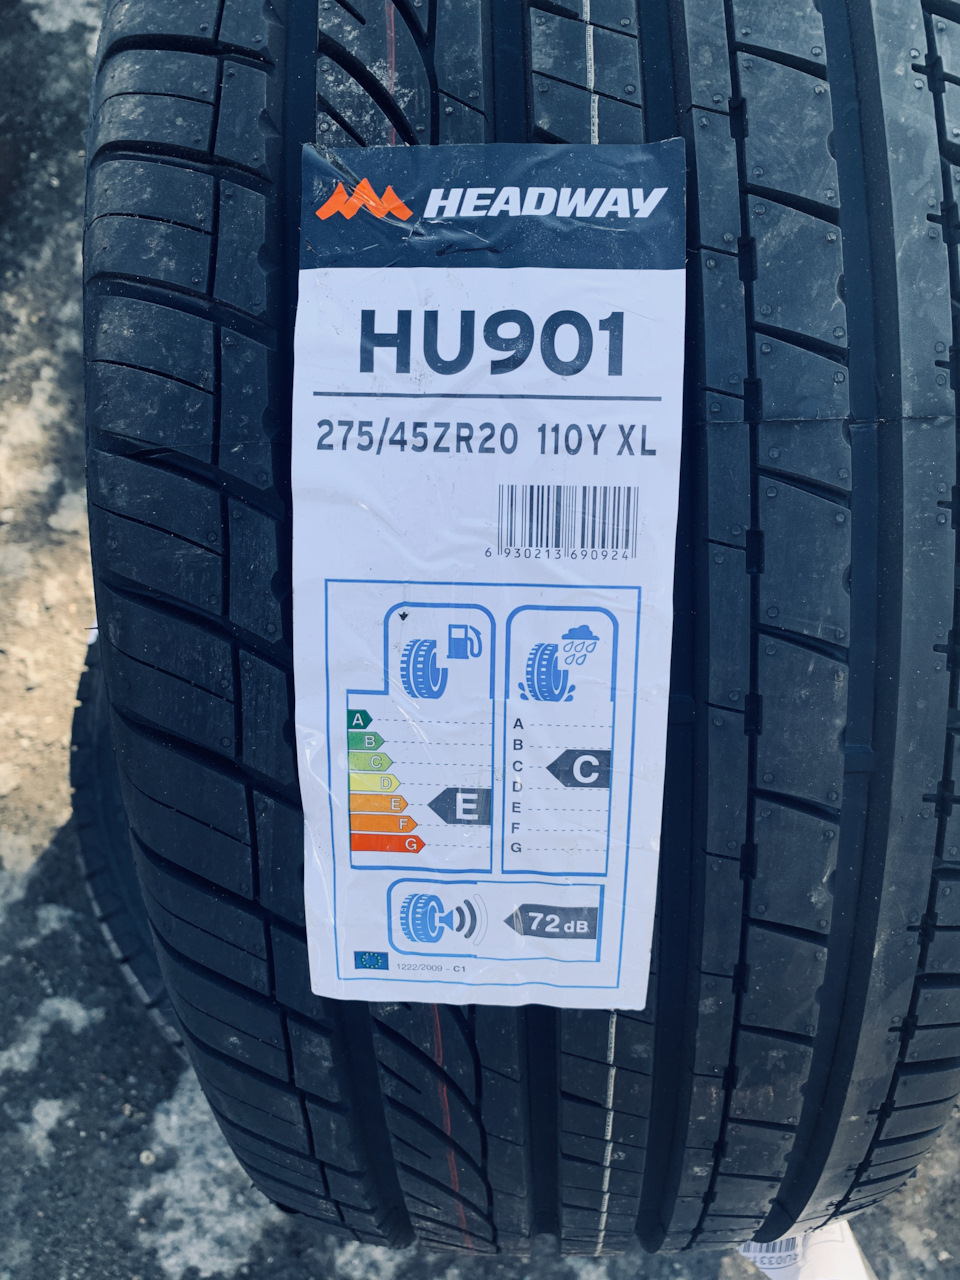 HEADWAY
HU901
275/45ZR20 110Y XL
6 930213 690924
A
B
C
D
E
F
G
E
A
B
C
D
E
F
G
C
72 dB
1222/2009 - C1